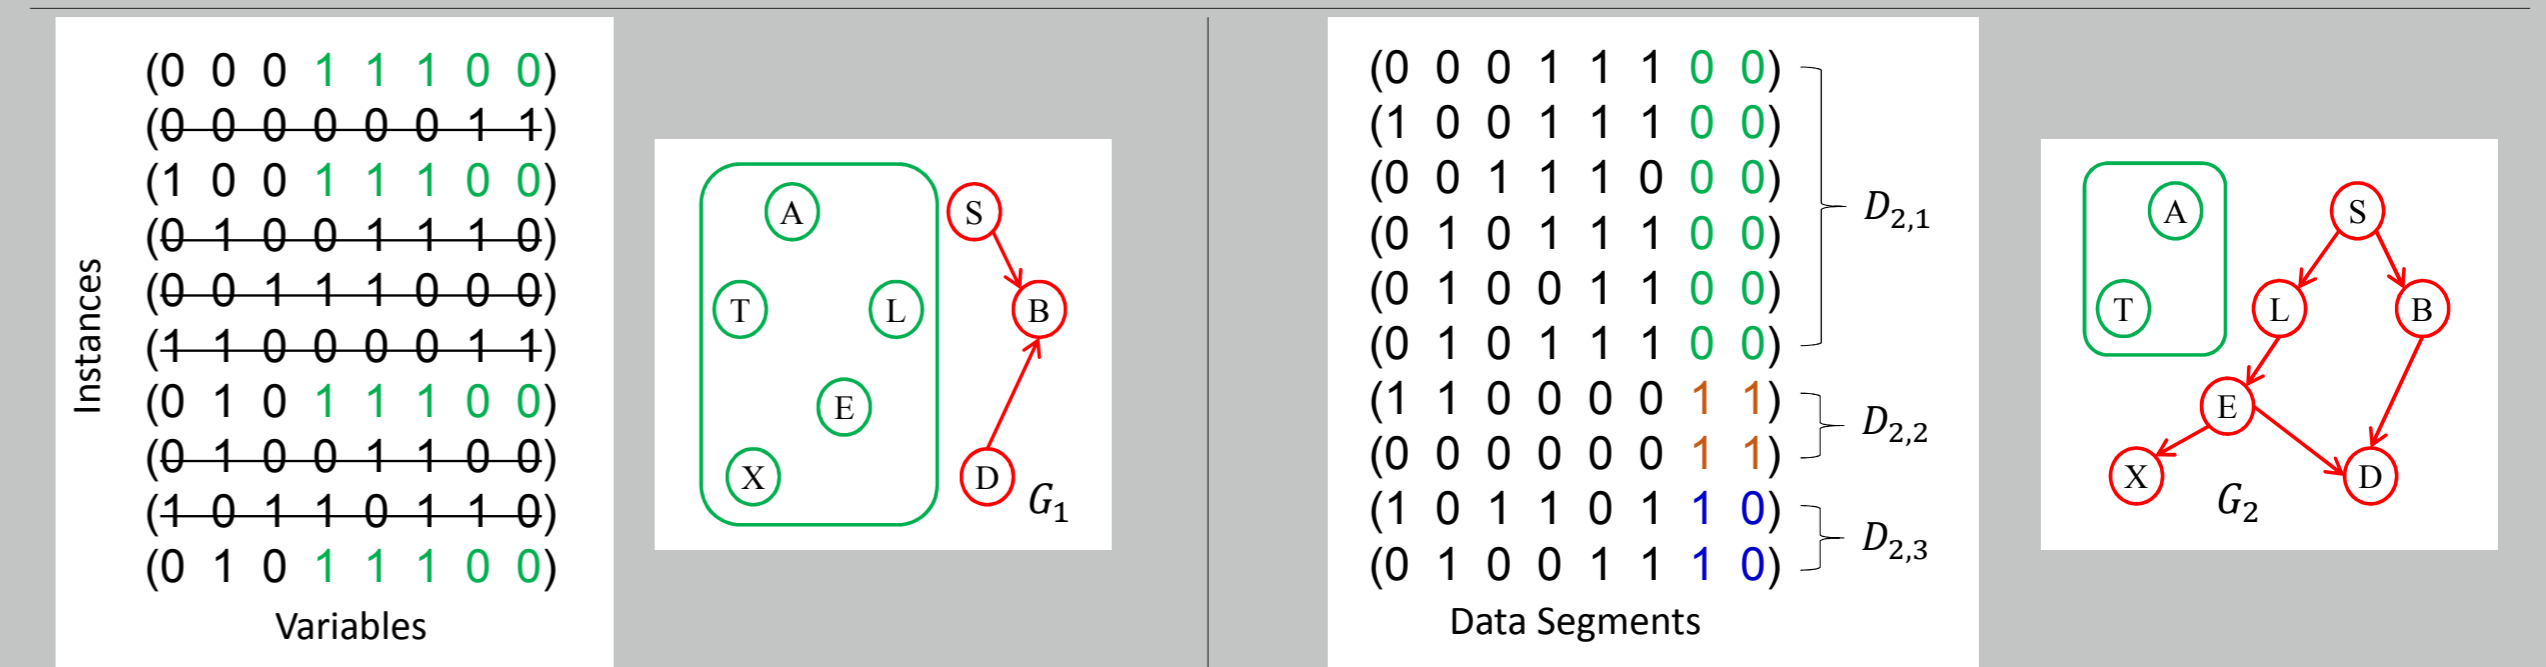 (0 0 0 1 1 1 0 0)
(0 0 0 0 0 0 1 1)
(1 0 0 1 1 1 0 0)
(0 1 0 0 1 1 1 0)
(0 0 1 1 1 0 0 0)
(1 1 0 0 0 0 1 1)
(0 1 0 1 1 1 0 0)
(0 1 0 0 1 1 0 0)
(1 0 1 1 0 1 1 0)
(0 1 0 1 1 1 0 0)
Instances
Variables
A S
T L B
E
X D
G1
(0 0 0 1 1 1 0 0)
(1 0 0 1 1 1 0 0)
(0 0 1 1 1 0 0 0)
(0 1 0 1 1 1 0 0)
(0 1 0 0 1 1 0 0)
(0 1 0 1 1 1 0 0)
(1 1 0 0 0 0 1 1)
(0 0 0 0 0 0 1 1)
(1 0 1 1 0 1 1 0)
(0 1 0 0 1 1 1 0)
D2,1
D2,2
D2,3
Data Segments
A S
T L B
E
X D
G2